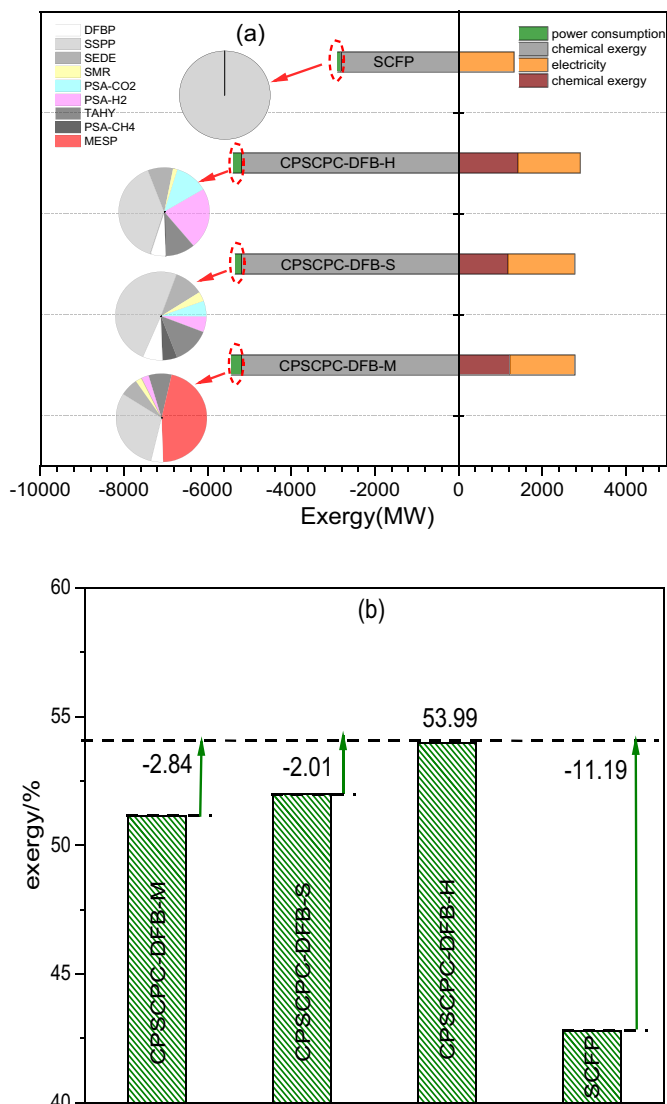 (a)
DFBP
SSPP
SEDE
SMR
PSA-CO2
PSA-H2
TAHY
PSA-CH4
MESP
power consumption
chemical exergy
electricity
chemical exergy
SCFP
CPSCPC-DFB-H
CPSCPC-DFB-S
CPSCPC-DFB-M
-10000 -8000 -6000 -4000 -2000 0 2000 4000
Exergy(MW)
(b)
60
55
50
45
40
exergy/%
-2.84
-2.01
53.99
-11.19
CPSCPC-DFB-M
CPSCPC-DFB-S
CPSCPC-DFB-H
SCFP